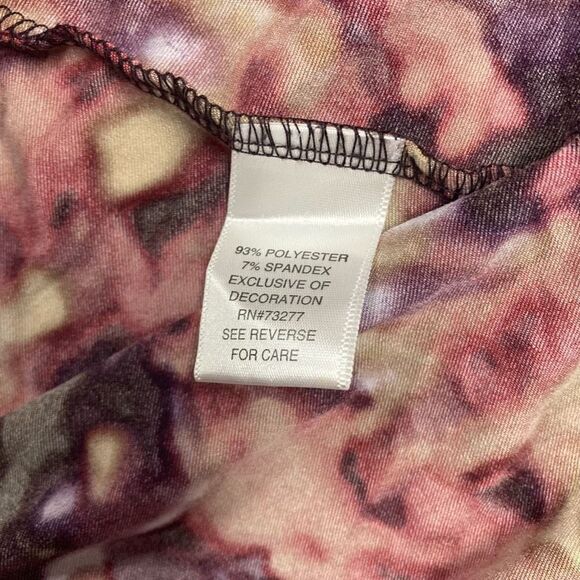 93% POLYESTER
7% SPANDEX
EXCLUSIVE OF
DECORATION
RN#73277
SEE REVERSE
FOR CARE